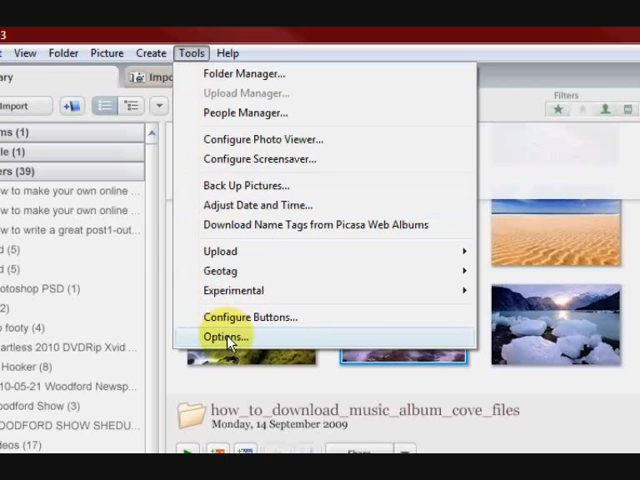 3
View Folder Picture Create Tools Help
Impo
Import
Folder Manager...
Upload Manager...
People Manager...
Configure Photo Viewer...
Configure Screensaver...
Back Up Pictures...
Adjust Date and Time...
Download Name Tags from Picasa Web Albums
Upload
Geotag
Experimental
Configure Buttons...
Options...
Filters
ms (1)
le (1)
ers (39)
w to make your own online ...
w to make your own online ...
w to write a great post1-out...
d (5)
d (5)
otoshop PSD (1)
2)
o footy (4)
artless 2010 DVDRip Xvid ...
Hooker (8)
10-05-21 Woodford Newsp...
oodford Show (3)
OODFORD SHOW SHEDU...
deos (17)
how_to_download_music_album_cove_files
Monday, 14 September 2009